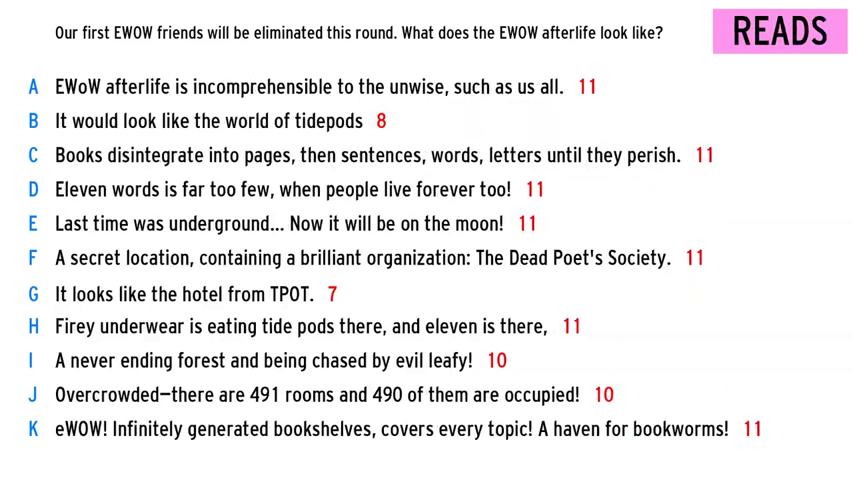 Our first EWOW friends will be eliminated this round. What does the EWOW afterlife look like?
READS
A EWoW afterlife is incomprehensible to the unwise, such as us all. 11
B It would look like the world of tidepods 8
C Books disintegrate into pages, then sentences, words, letters until they perish. 11
D Eleven words is far too few, when people live forever too! 11
E Last time was underground... Now it will be on the moon! 11
F A secret location, containing a brilliant organization: The Dead Poet's Society. 11
G It looks like the hotel from TPOT. 7
H Firey underwear is eating tide pods there, and eleven is there, 11
I A never ending forest and being chased by evil leafy! 10
J Overcrowded—there are 491 rooms and 490 of them are occupied! 10
K eWOW! Infinitely generated bookshelves, covers every topic! A haven for bookworms! 11